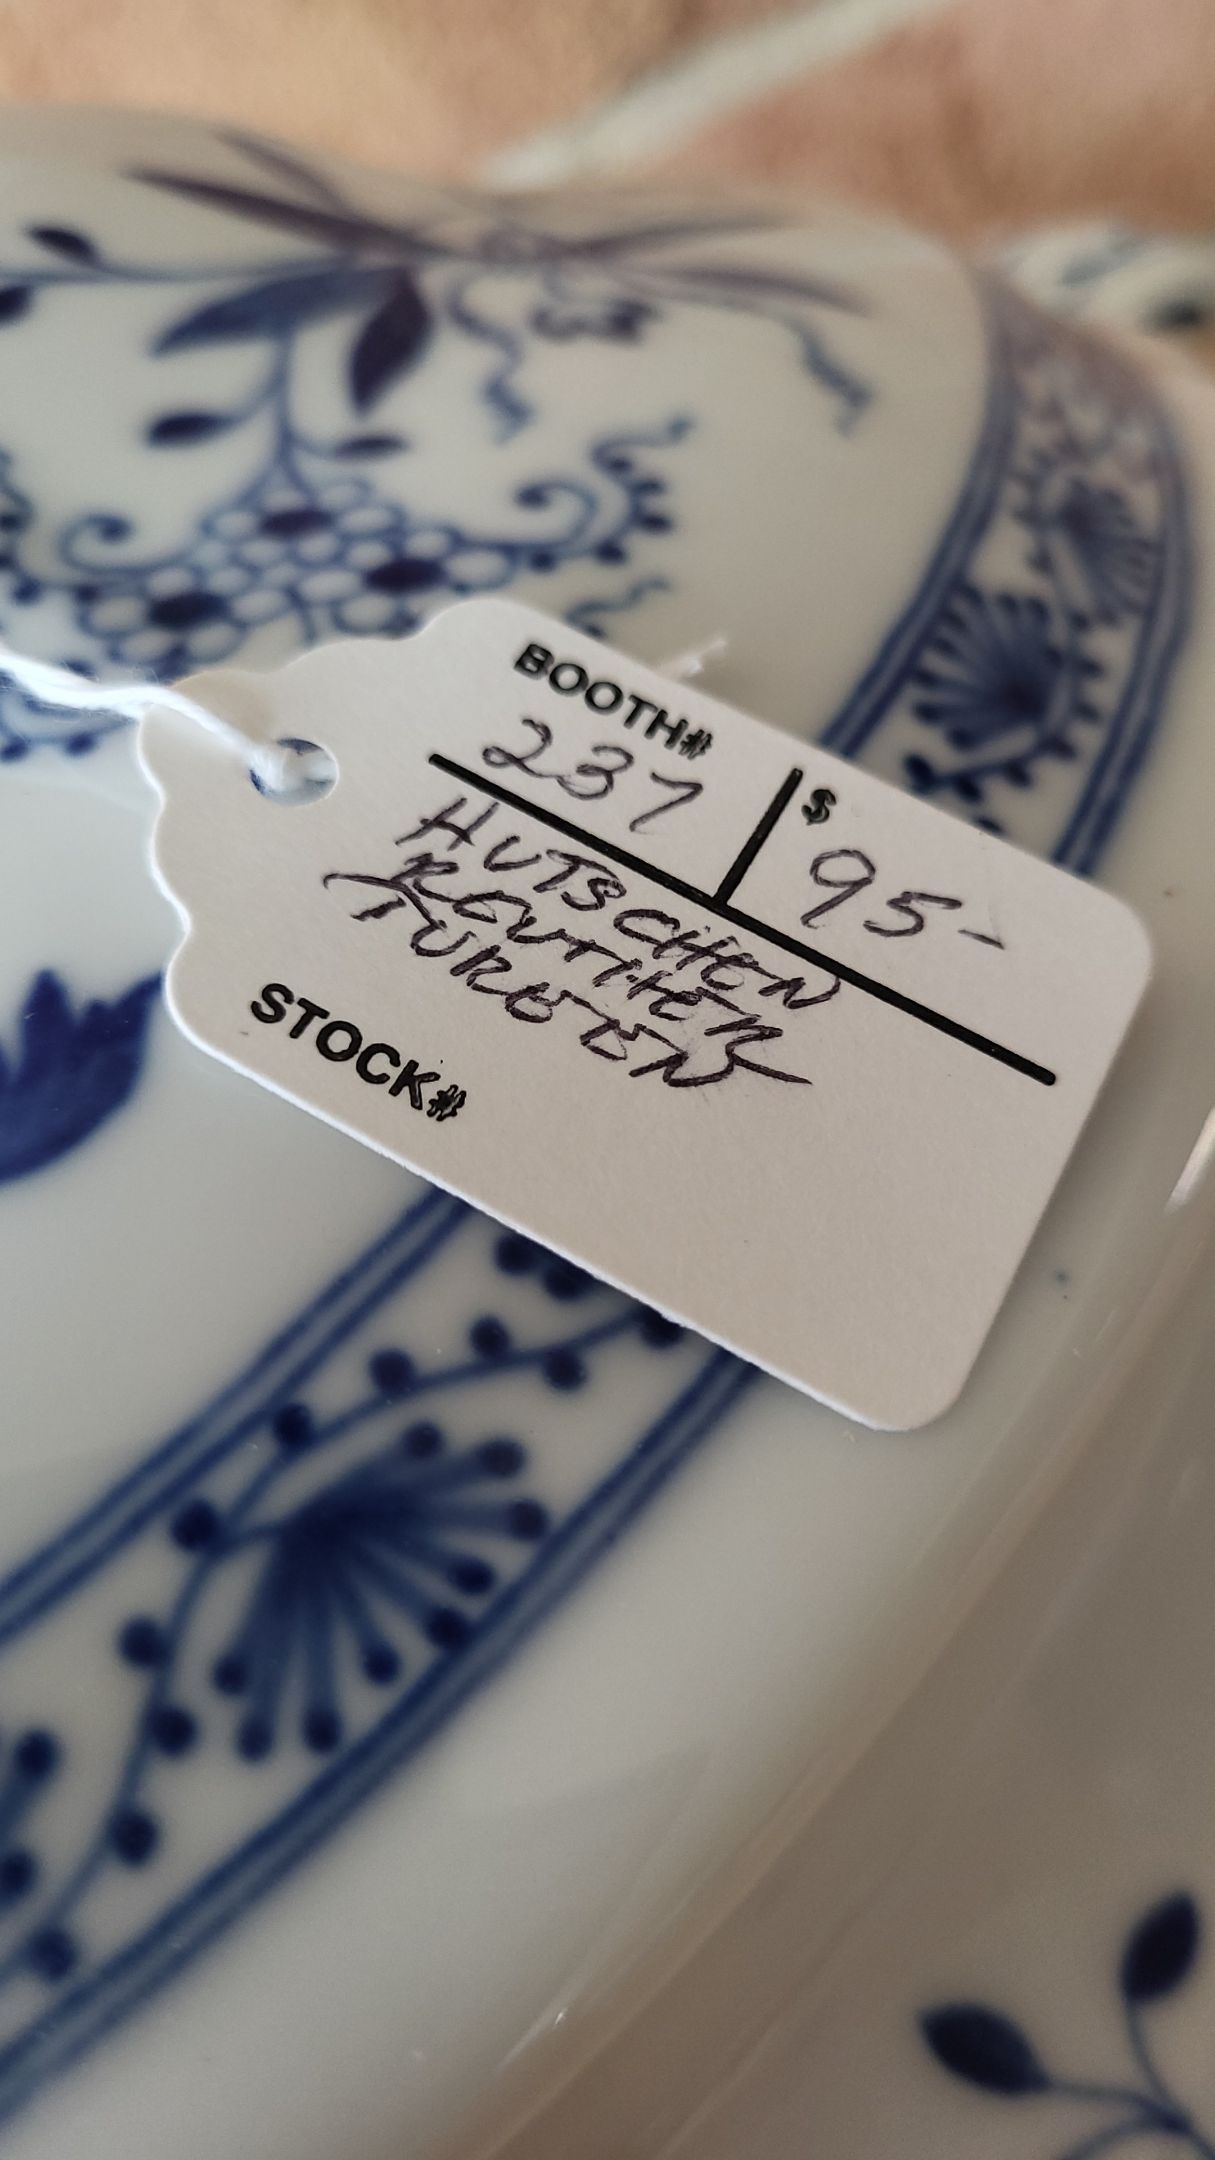 BOOTH#
237
$
95-
HUTSCHEN
REUTHER
TUREEN
STOCK#